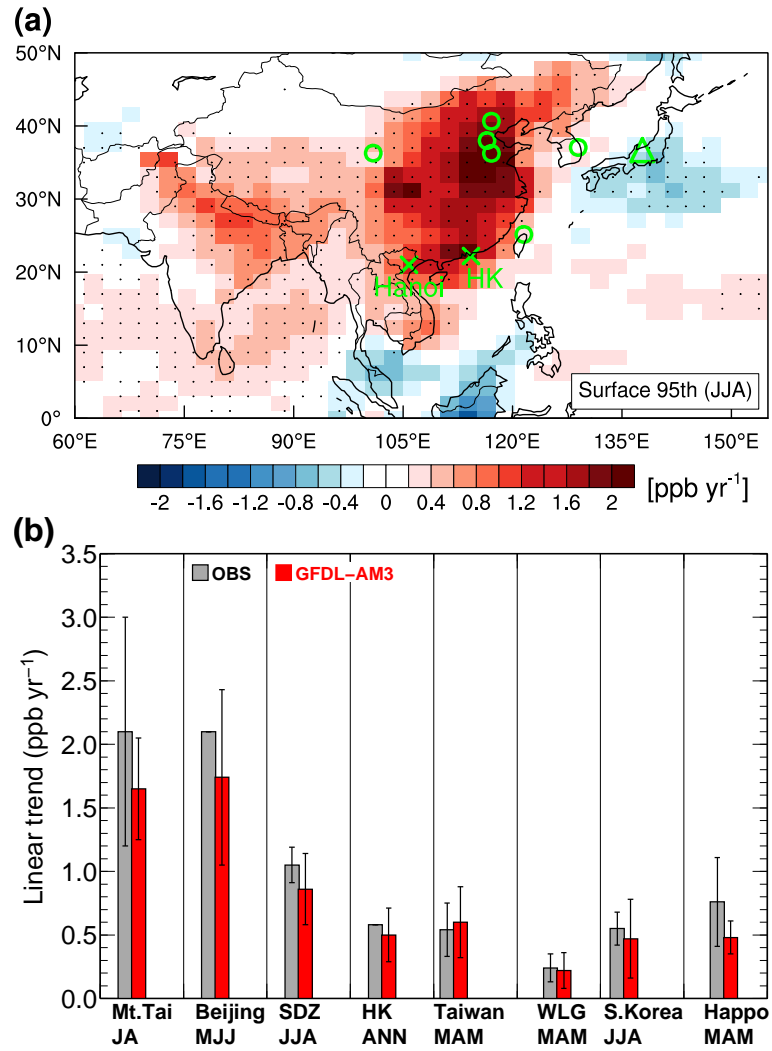 (a)
50°N
40°N
30°N
20°N
10°N
0°
Hanoi
HK
Surface 95th (JJA)
60°E 75°E 90°E 105°E 120°E 135°E 150°E
-2 -1.6 -1.2 -0.8 -0.4 0 0.4 0.8 1.2 1.6 2
[ppb yr⁻¹]
(b)
OBS GFDL−AM3
Linear trend (ppb yr⁻¹)
3.5
3.0
2.5
2.0
1.5
1.0
0.5
0.0
Mt.Tai Beijing SDZ HK Taiwan WLG S.Korea Happo
JA MJJ JJA ANN MAM MAM JJA MAM